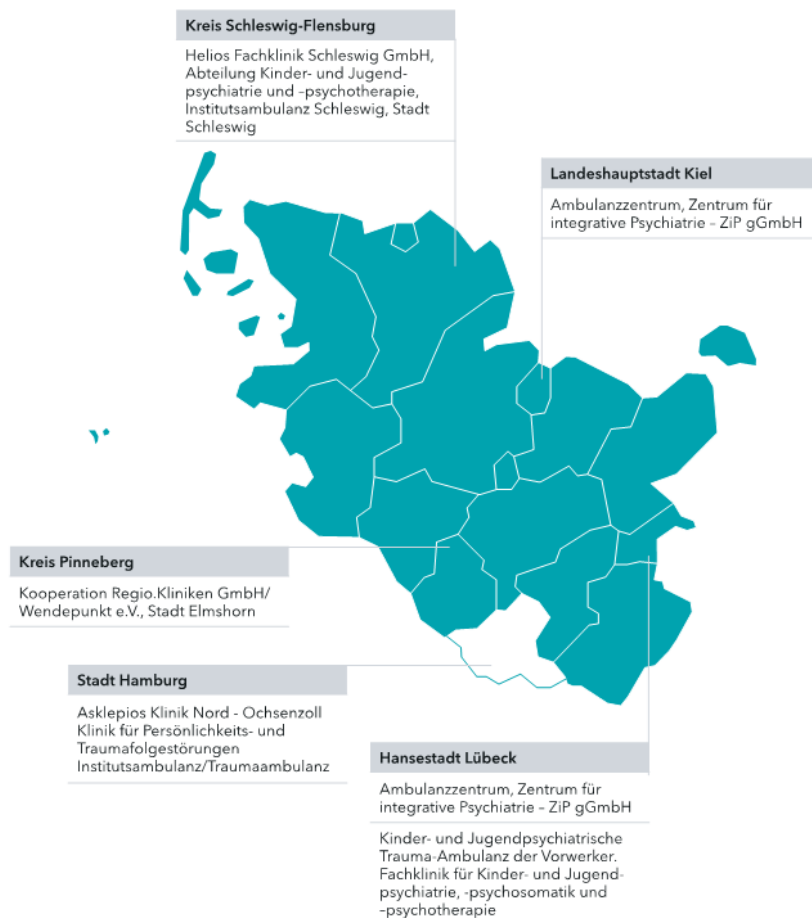 Kreis Schleswig-Flensburg
Helios Fachklinik Schleswig GmbH,
Abteilung Kinder- und Jugend-
psychiatrie und –psychotherapie,
Institutsambulanz Schleswig, Stadt
Schleswig
Landeshauptstadt Kiel
Ambulanzzentrum, Zentrum für
integrative Psychiatrie – ZiP gGmbH
Kreis Pinneberg
Kooperation Regio.Kliniken GmbH/
Wendepunkt e.V., Stadt Elmshorn
Stadt Hamburg
Asklepios Klinik Nord - Ochsenzoll
Klinik für Persönlichkeits- und
Traumafolgestörungen
Institutsambulanz/Traumaambulanz
Hansestadt Lübeck
Ambulanzzentrum, Zentrum für
integrative Psychiatrie – ZiP gGmbH
Kinder- und Jugendpsychiatrische
Trauma-Ambulanz der Vorwerker.
Fachklinik für Kinder- und Jugend-
psychiatrie, -psychosomatik und
–psychotherapie